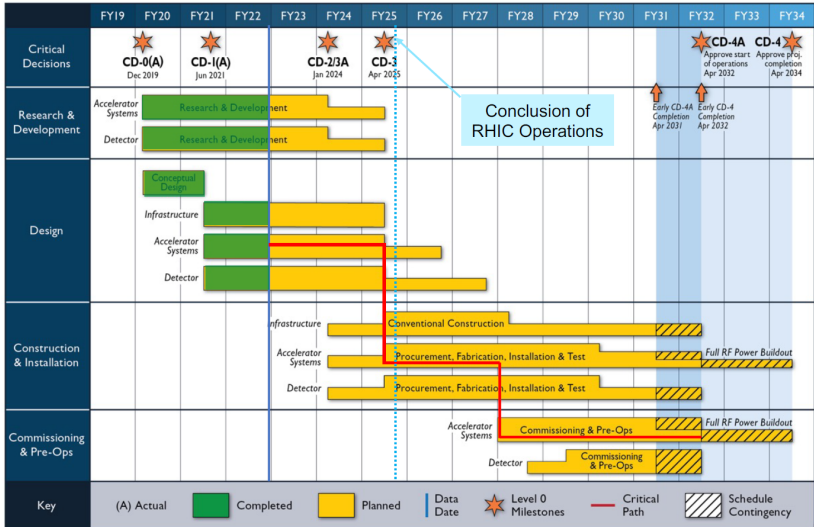 FY19 FY20 FY21 FY22 FY23 FY24 FY25 FY26 FY27 FY28 FY29 FY30 FY31 FY32 FY33 FY34
Critical
Decisions
CD-0(A)
Dec 2019
CD-1(A)
Jun 2021
CD-2/3A
Jan 2024
CD-3
Apr 2025
CD-4A
Approve start
of operations
Apr 2032
CD-4
Approve proj.
completion
Apr 2034
Early CD-4A
Completion
Apr 2031
Early CD-4
Completion
Apr 2032
Conclusion of
RHIC Operations
Research &
Development
Accelerator
Systems
Research & Development
Detector
Research & Development
Design
Conceptual
Design
Infrastructure
Accelerator
Systems
Detector
Construction
& Installation
nfrastructure
Conventional Construction
Accelerator
Systems
Procurement, Fabrication, Installation & Test
Full RF Power Buildout
Detector
Procurement, Fabrication, Installation & Test
Commissioning
& Pre-Ops
Accelerator
Systems
Commissioning & Pre-Ops
Full RF Power Buildout
Detector
Commissioning
& Pre-Ops
Key
(A) Actual
Completed
Planned
Data
Date
Level 0
Milestones
Critical
Path
Schedule
Contingency